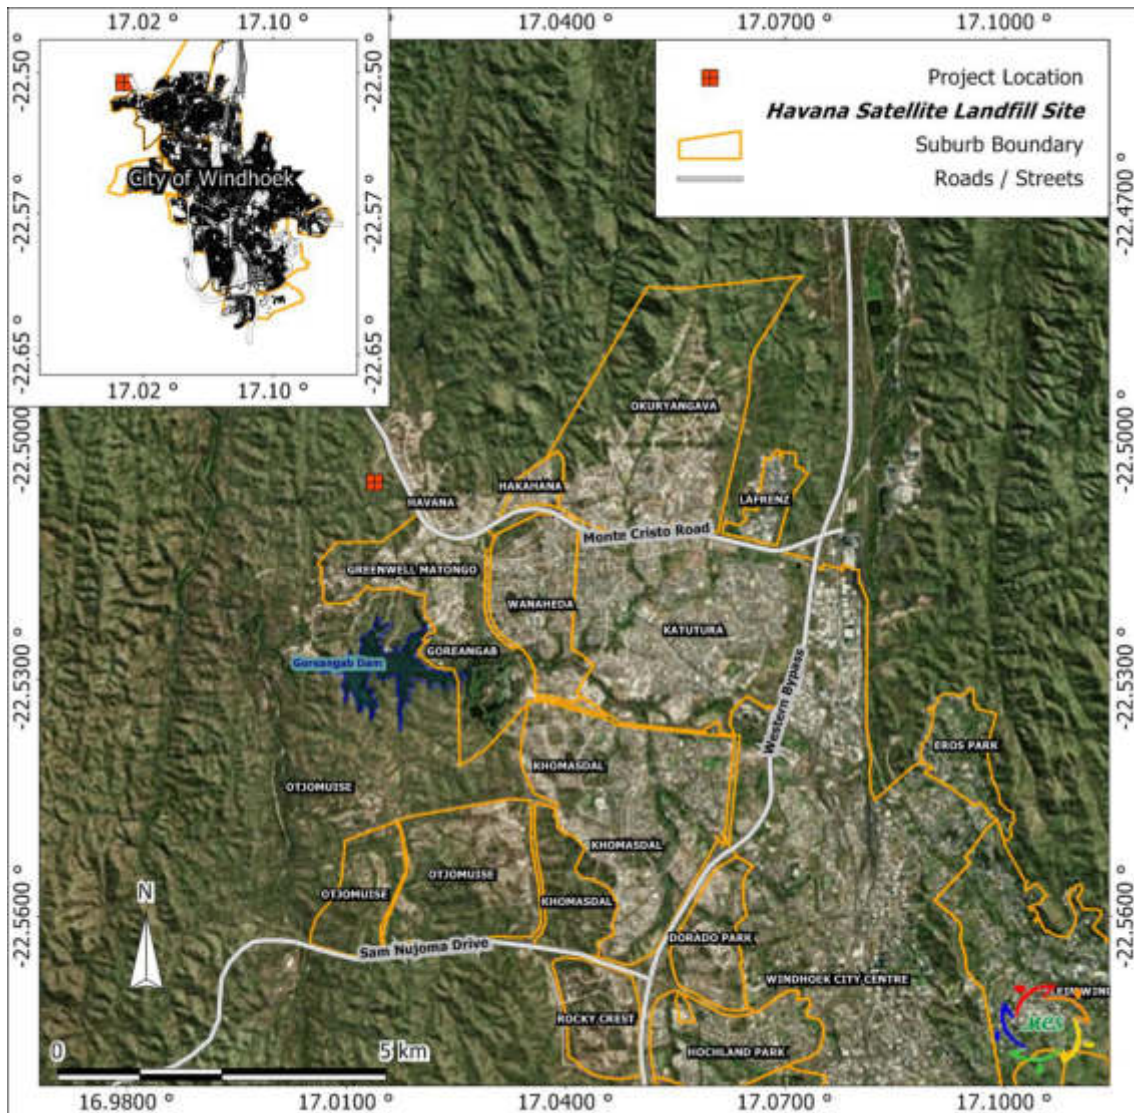 17.02 ° 17.10 ° 17.0400 ° 17.0700 ° 17.1000 °
-22.50 °
-22.57 °
-22.65 °
City of Windhoek
-22.50 °
-22.57 °
-22.65 °
17.02 ° 17.10 °
Project Location
Havana Satellite Landfill Site
Suburb Boundary
Roads / Streets
-22.4700 °
-22.5000 °
-22.5300 °
-22.5600 °
-22.5000 °
-22.5300 °
-22.5600 °
OKURYANGAVA
HAKAHANA
HAVANA
LAFRENZ
Monte Cristo Road
GREENWELL MATONGO
WANAHEDA
KATUTURA
GOREANGAB
Goreangab Dam
Western Bypass
EROS PARK
KHOMASDAL
OTJOMUISE
KHOMASDAL
OTJOMUISE
OTJOMUISE
KHOMASDAL
N
Sam Nujoma Drive
DORADO PARK
WINDHOEK CITY CENTRE
ROCKY CREST
HOCHLAND PARK
0 5 km
16.9800 ° 17.0100 ° 17.0400 ° 17.0700 ° 17.1000 °